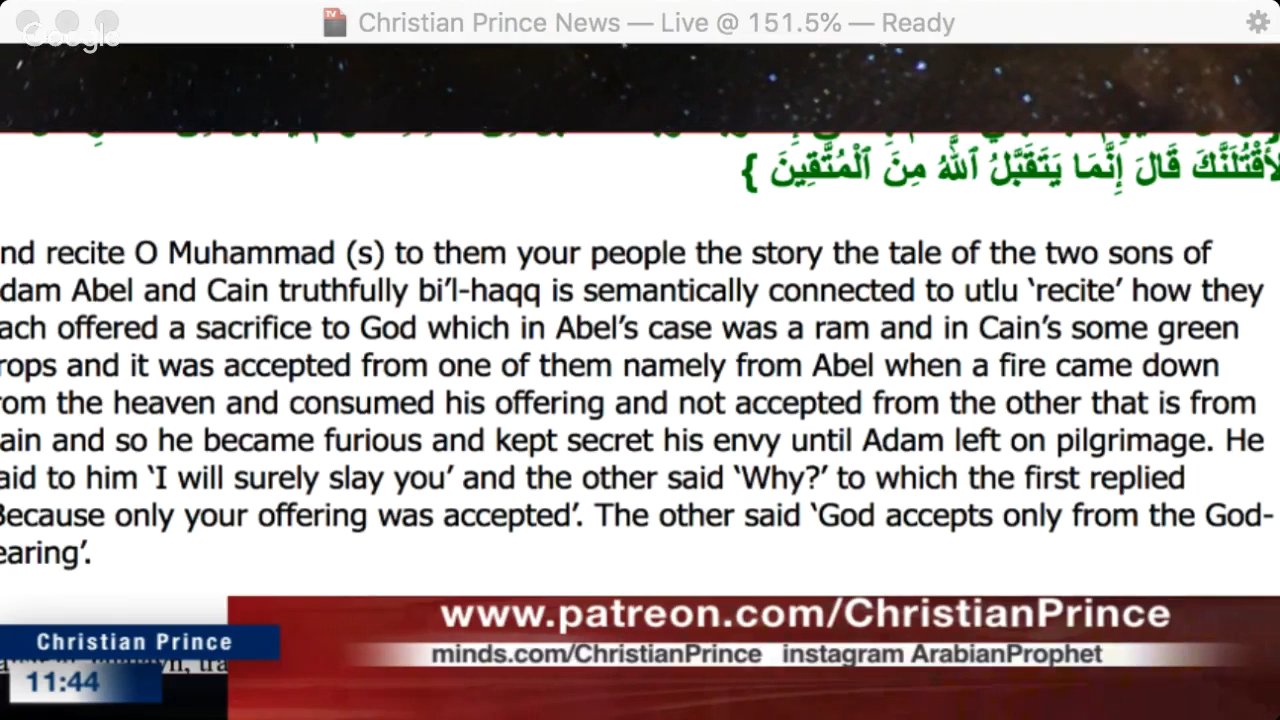 Christian Prince News — Live @ 151.5% — Ready
Google
لَأَقْتُلَنَّكَ قَالَ إِنَّمَا يَتَقَبَّلُ ٱللَّهُ مِنَ ٱلْمُتَّقِينَ }
nd recite O Muhammad (s) to them your people the story the tale of the two sons of
dam Abel and Cain truthfully bi’l-haqq is semantically connected to utlu ‘recite’ how they
ach offered a sacrifice to God which in Abel’s case was a ram and in Cain’s some green
rops and it was accepted from one of them namely from Abel when a fire came down
rom the heaven and consumed his offering and not accepted from the other that is from
ain and so he became furious and kept secret his envy until Adam left on pilgrimage. He
aid to him ‘I will surely slay you’ and the other said ‘Why?’ to which the first replied
Because only your offering was accepted’. The other said ‘God accepts only from the God-
earing’.
www.patreon.com/ChristianPrince
Christian Prince
minds.com/ChristianPrince instagram ArabianProphet
11:44